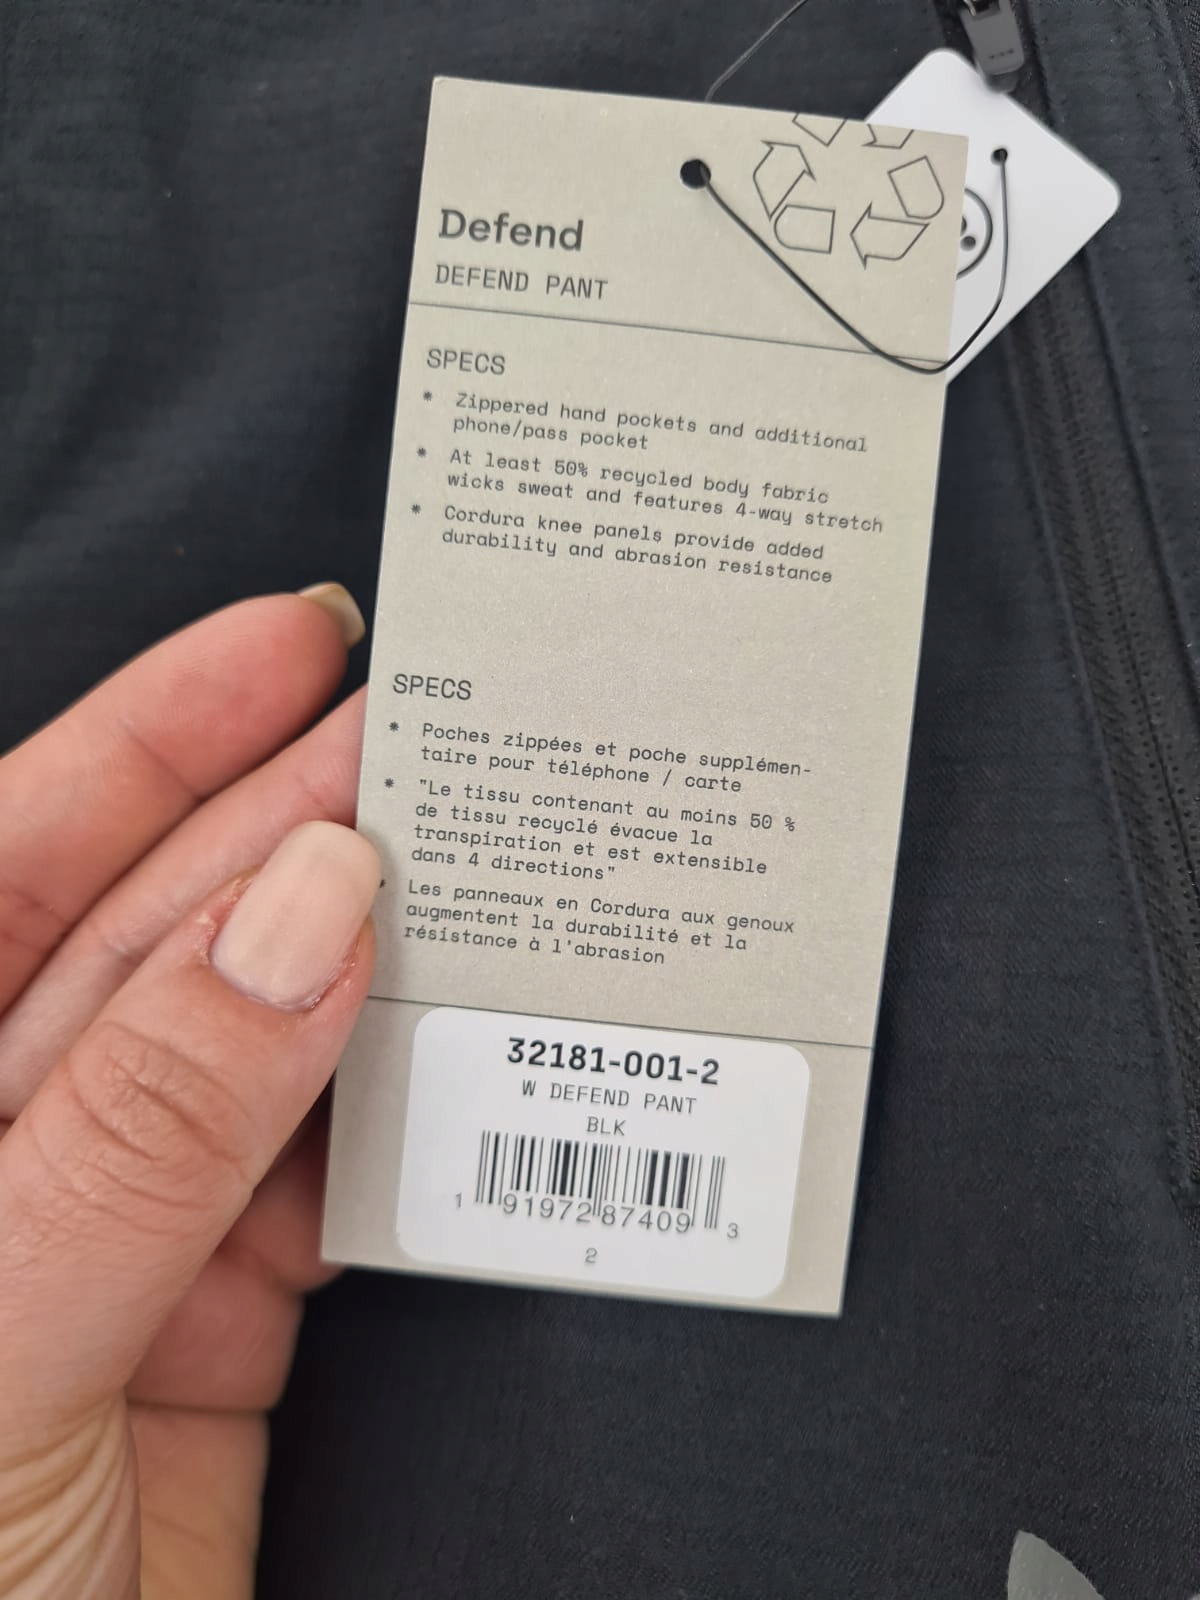 Defend
DEFEND PANT
SPECS
* Zippered hand pockets and additional
phone/pass pocket
* At least 50% recycled body fabric
wicks sweat and features 4-way stretch
* Cordura knee panels provide added
durability and abrasion resistance
SPECS
* Poches zippées et poche supplémen-
taire pour téléphone / carte
* "Le tissu contenant au moins 50 %
de tissu recyclé évacue la
transpiration et est extensible
dans 4 directions"
* Les panneaux en Cordura aux genoux
augmentent la durabilité et la
résistance à l'abrasion
32181-001-2
W DEFEND PANT
BLK
1 91972 87409 3
2